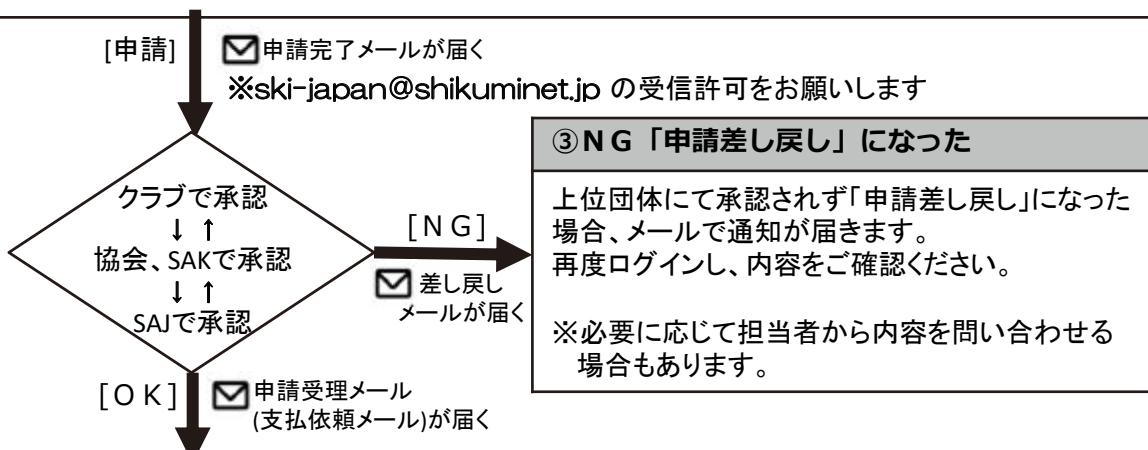 [申請]
申請完了メールが届く
※ski-japan@shikuminet.jp の受信許可をお願いします
クラブで承認
↓ ↑
協会、SAKで承認
↓ ↑
SAJで承認
[NG]
差し戻し
メールが届く
③NG「申請差し戻し」になった
上位団体にて承認されず「申請差し戻し」になった
場合、メールで通知が届きます。
再度ログインし、内容をご確認ください。
※必要に応じて担当者から内容を問い合わせる
場合もあります。
[OK]
申請受理メール
(支払依頼メール)が届く